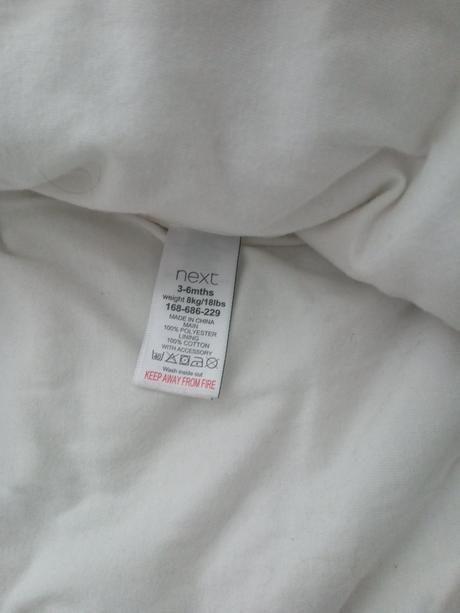 next
3-6mths
weight 8kg/18lbs
168-686-229
MADE IN CHINA
MAIN
100% POLYESTER
LINING
100% COTTON
WITH ACCESSORY
Wash inside out
KEEP AWAY FROM FIRE